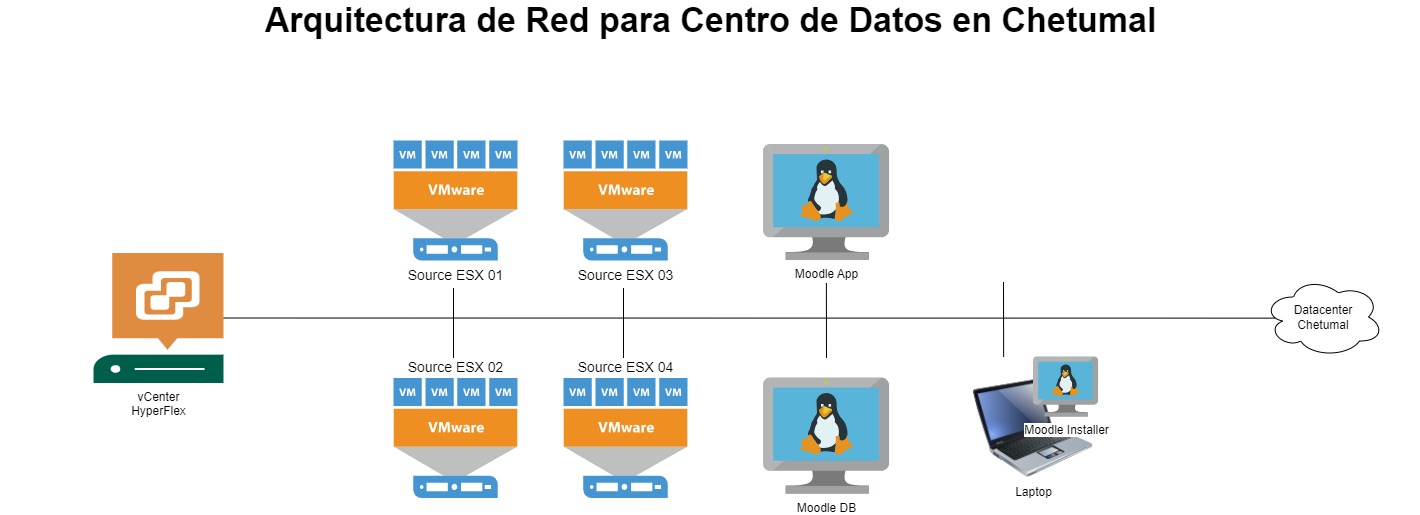 Arquitectura de Red para Centro de Datos en Chetumal
VM VM VM VM
VMware
Source ESX 01
VM VM VM VM
VMware
Source ESX 03
Moodle App
vCenter
HyperFlex
Datacenter
Chetumal
Source ESX 02
VM VM VM VM
VMware
Source ESX 04
VM VM VM VM
VMware
Moodle DB
Moodle Installer
Laptop